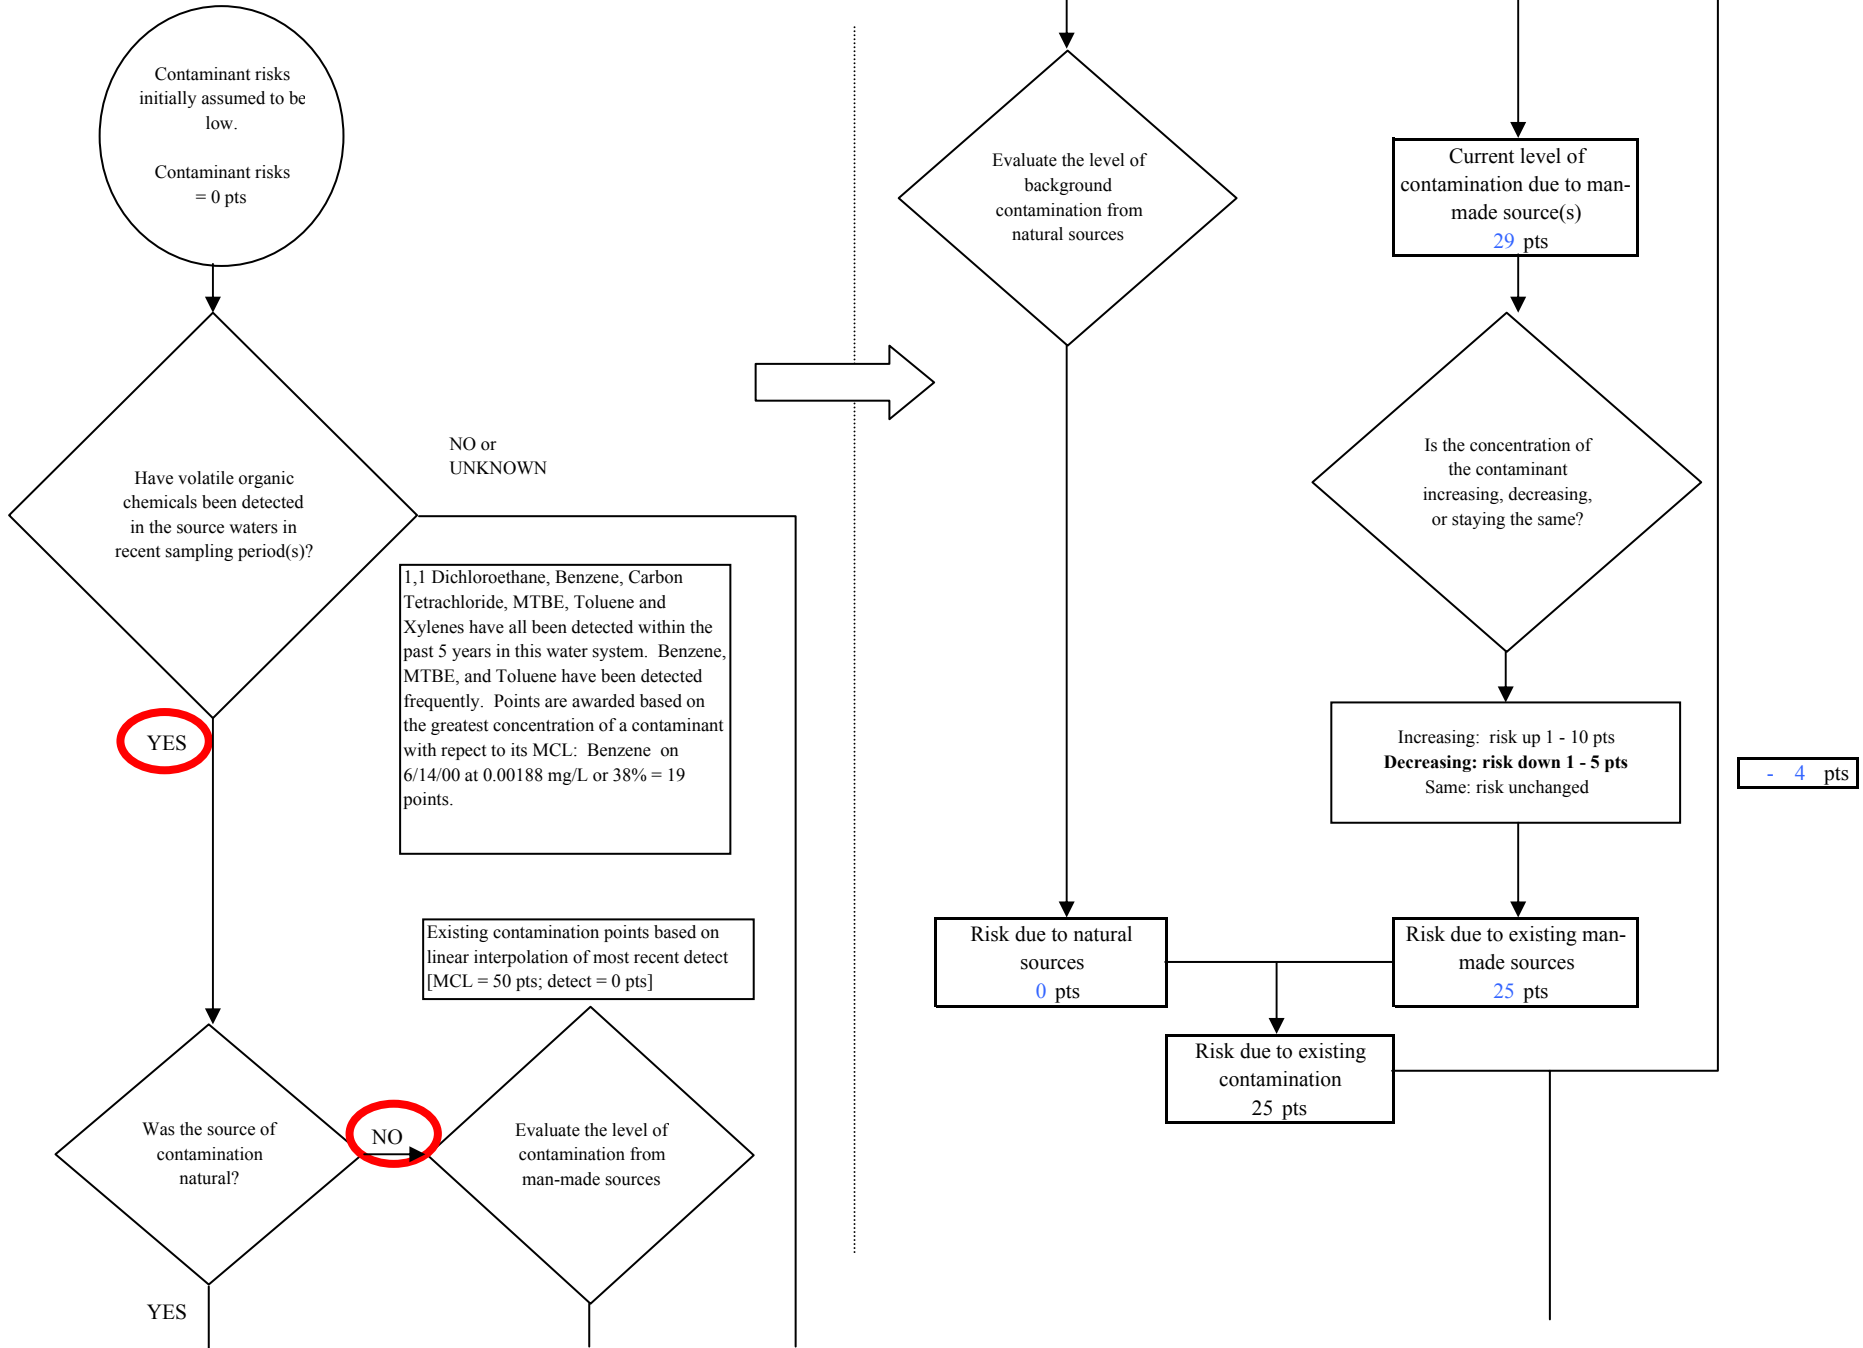 Contaminant risks
initially assumed to be
low.
Contaminant risks
= 0 pts
Have volatile organic
chemicals been detected
in the source waters in
recent sampling period(s)?
NO or
UNKNOWN
YES
1,1 Dichloroethane, Benzene, Carbon
Tetrachloride, MTBE, Toluene and
Xylenes have all been detected within the
past 5 years in this water system.  Benzene,
MTBE, and Toluene have been detected
frequently.  Points are awarded based on
the greatest concentration of a contaminant
with repect to its MCL:  Benzene  on
6/14/00 at 0.00188 mg/L or 38% = 19
points.
Existing contamination points based on
linear interpolation of most recent detect
[MCL = 50 pts; detect = 0 pts]
Was the source of
contamination
natural?
NO
Evaluate the level of
contamination from
man-made sources
YES
Evaluate the level of
background
contamination from
natural sources
Current level of
contamination due to man-
made source(s)
29 pts
Is the concentration of
the contaminant
increasing, decreasing,
or staying the same?
Increasing:  risk up 1 - 10 pts
Decreasing: risk down 1 - 5 pts
Same: risk unchanged
- 4 pts
Risk due to natural
sources
0 pts
Risk due to existing man-
made sources
25 pts
Risk due to existing
contamination
25 pts